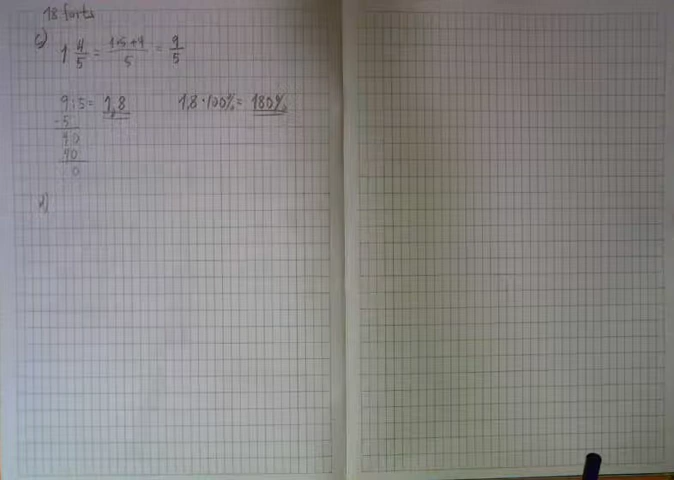 18 forts
c)
1 4/5 = 1·5+4/5 = 9/5
9:5= 1,8 1,8·100%= 180%
-5
40
40
0
d)